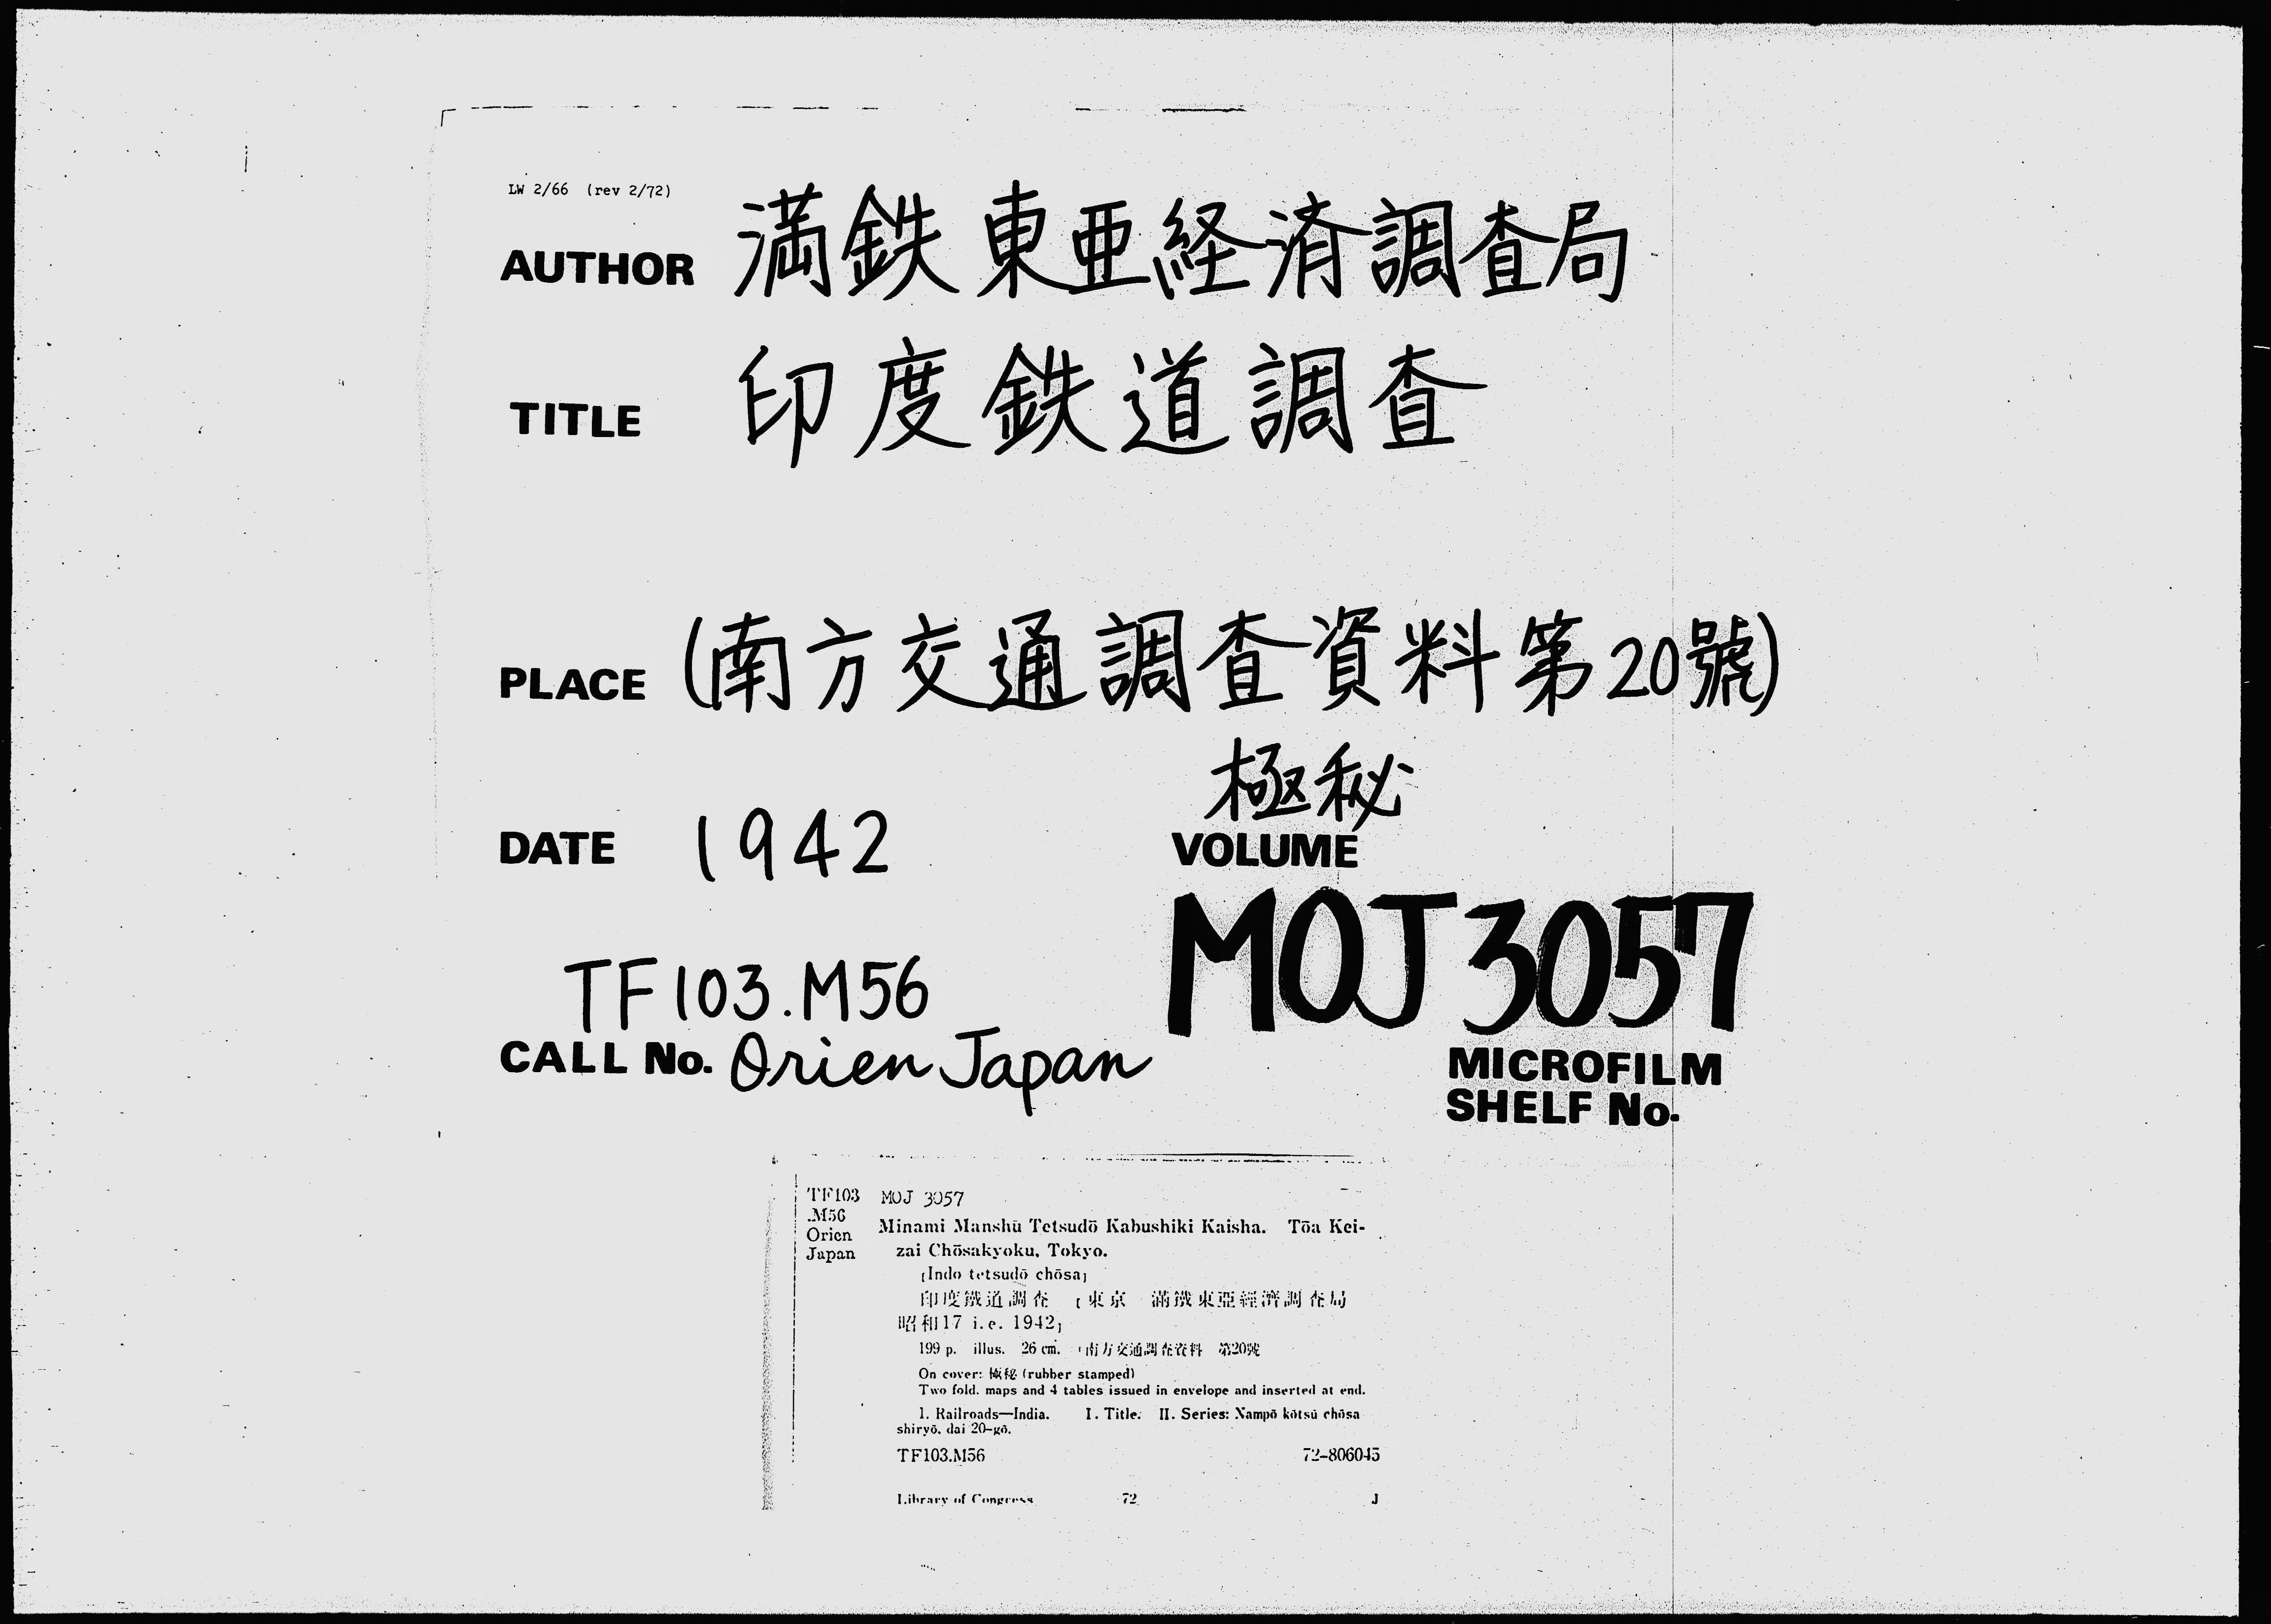 LW 2/66 (rev 2/72)
AUTHOR 満鉄東亜経済調査局
TITLE 印度鉄道調査
PLACE (南方交通調査資料第20號)
極秘
DATE 1942 VOLUME
TF103.M56 MOJ 3057
CALL No. Orien Japan MICROFILM
SHELF No.
TF103 MOJ 3057
.M56 Minami Manshū Tetsudō Kabushiki Kaisha. Tōa Kei-
Orien
Japan zai Chōsakyoku, Tokyo.
[Indo tetsudō chōsa]
印度鐵道調査 [東京 滿鐵東亞經濟調査局
昭和17 i.e. 1942]
199 p. illus. 26 cm. (南方交通調査資料 第20號
On cover: 極秘 (rubber stamped)
Two fold. maps and 4 tables issued in envelope and inserted at end.
1. Railroads—India. I. Title. II. Series: Nampō kōtsū chōsa
shiryō, dai 20-gō.
TF103.M56 72-806045
Library of Congress 72 J